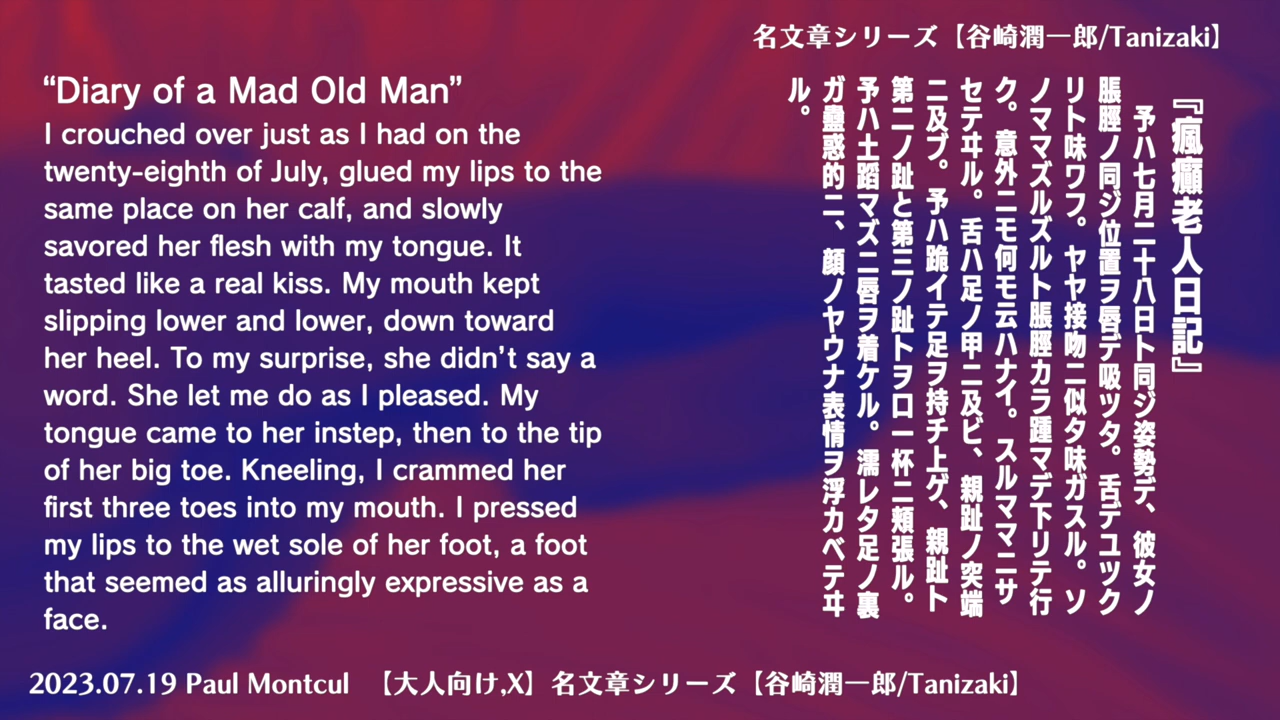 名文章シリーズ【谷崎潤一郎/Tanizaki】
“Diary of a Mad Old Man”
I crouched over just as I had on the
twenty-eighth of July, glued my lips to the
same place on her calf, and slowly
savored her flesh with my tongue. It
tasted like a real kiss. My mouth kept
slipping lower and lower, down toward
her heel. To my surprise, she didn’t say a
word. She let me do as I pleased. My
tongue came to her instep, then to the tip
of her big toe. Kneeling, I crammed her
first three toes into my mouth. I pressed
my lips to the wet sole of her foot, a foot
that seemed as alluringly expressive as a
face.
『瘋癲老人日記』
予ハ七月二十八日ト同ジ姿勢デ、彼女ノ
脹脛ノ同ジ位置ヲ唇デ吸ツタ。舌デユツク
リト味ワフ。ヤヤ接吻ニ似タ味ガスル。ソ
ノママズルズルト脹脛カラ踵マデ下リテ行
ク。意外ニモ何モ云ハナイ。スルママニサ
セテヰル。舌ハ足ノ甲ニ及ビ、親趾ノ突端
ニ及ブ。予ハ跪イテ足ヲ持チ上ゲ、親趾ト
第二ノ趾と第三ノ趾トヲ口一杯ニ頬張ル。
予ハ土踏マズニ唇ヲ着ケル。濡レタ足ノ裏
ガ蠱惑的ニ、顔ノヤウナ表情ヲ浮カベテヰ
ル。
2023.07.19 Paul Montcul 【大人向け,X】名文章シリーズ【谷崎潤一郎/Tanizaki】